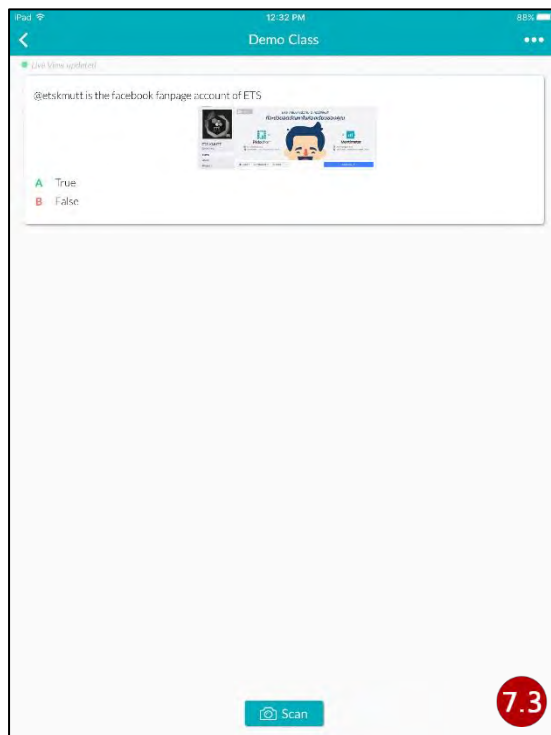 iPad
12:32 PM
88%
Demo Class
Live View updated
@etskmutt is the facebook fanpage account of ETS
A True
B False
Scan
7.3